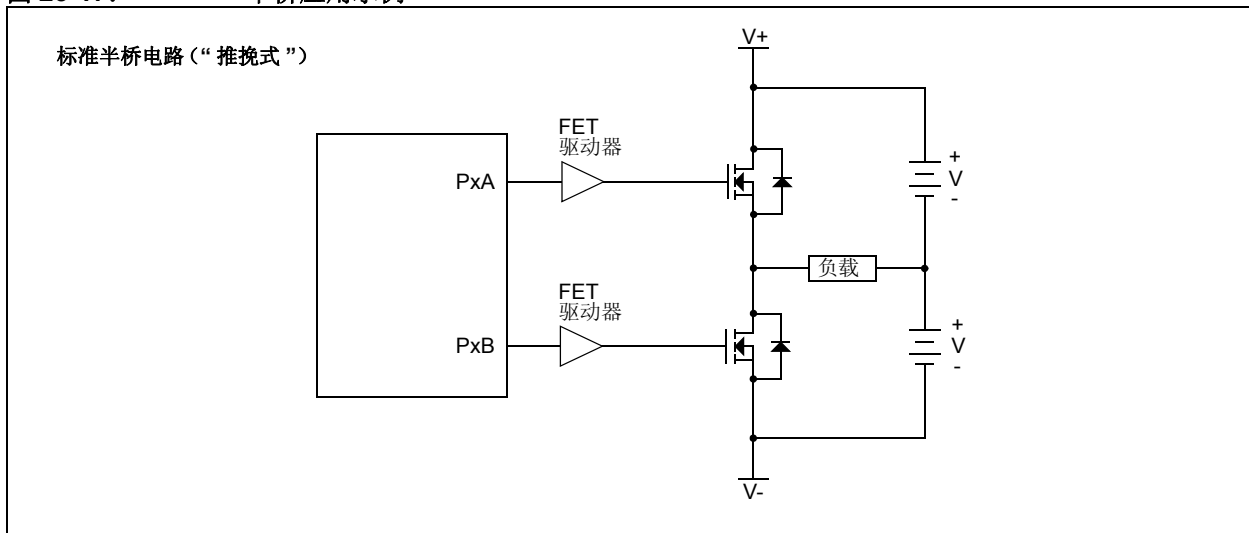 标准半桥电路（“ 推挽式 ”）
V+
FET
驱动器
PxA
+
V
-
负载
FET
驱动器
PxB
+
V
-
V-